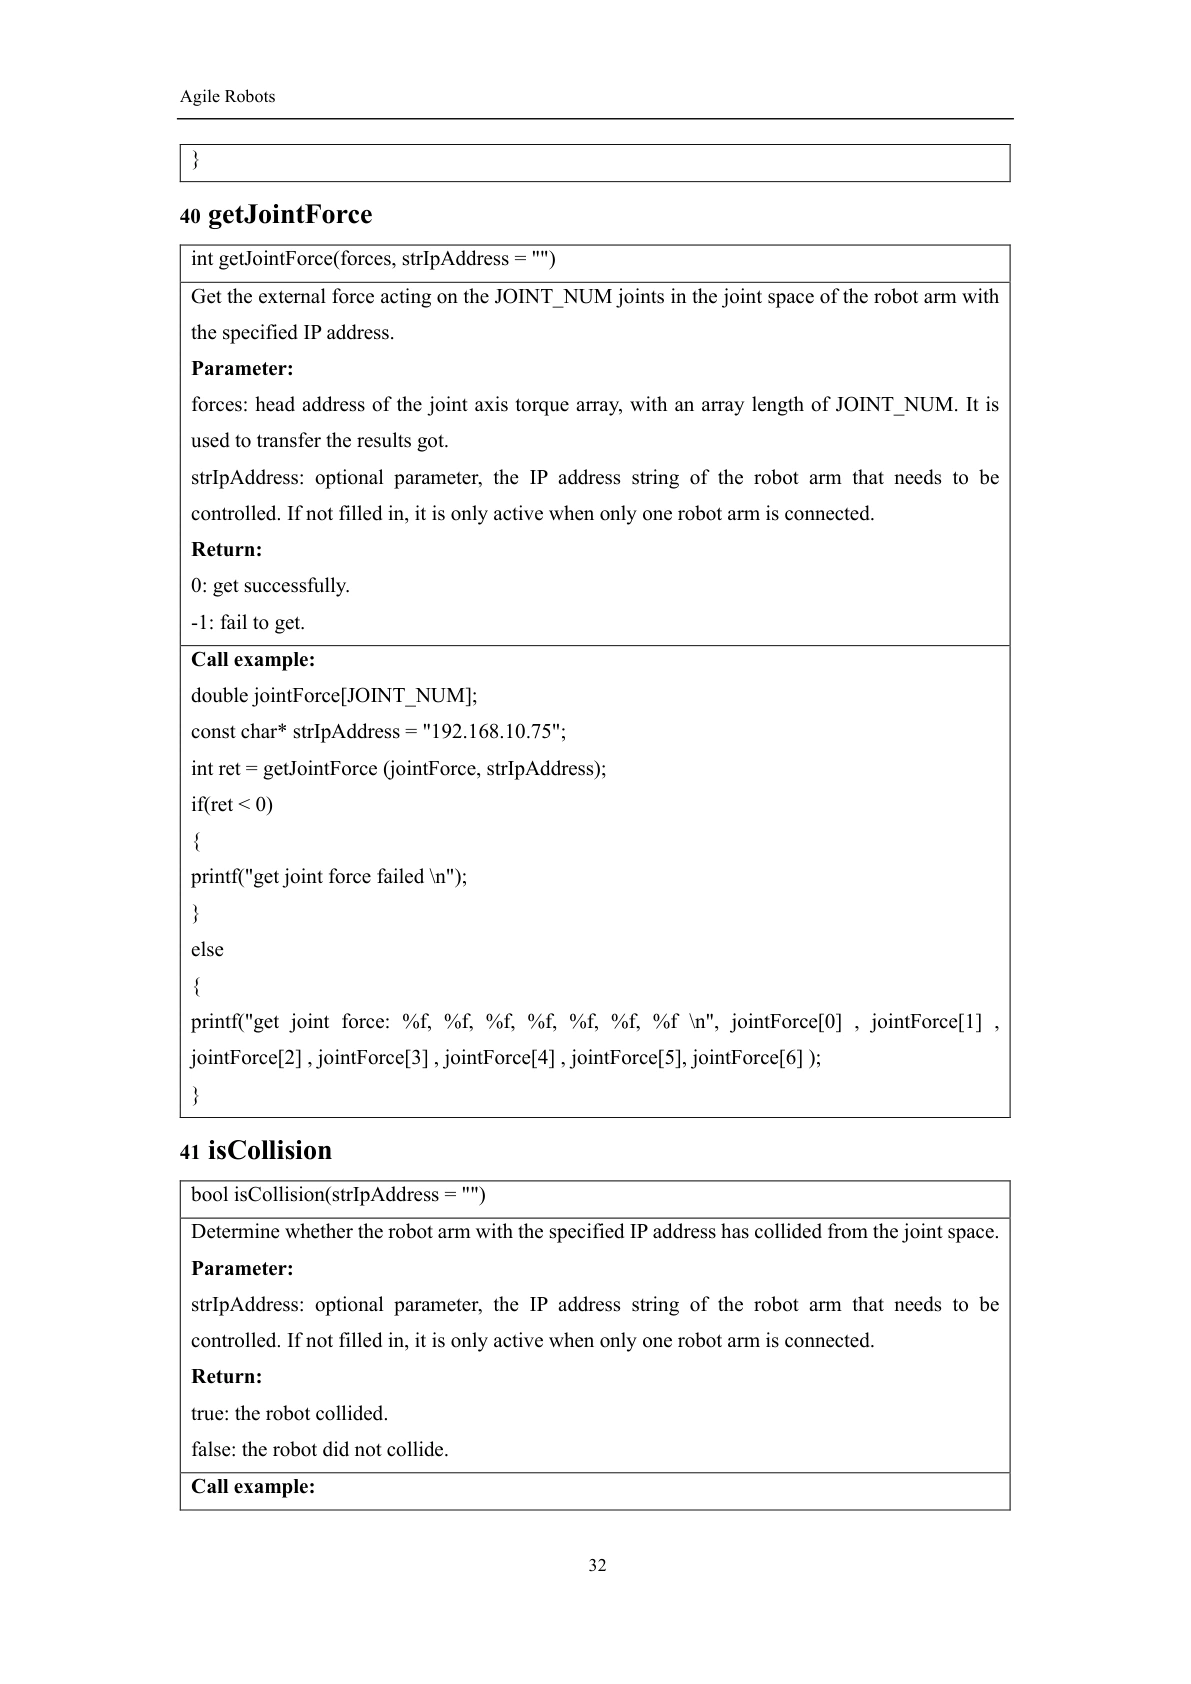 Agile Robots
}
40 getJointForce
int getJointForce(forces, strIpAddress = "")
Get the external force acting on the JOINT_NUM joints in the joint space of the robot arm with
the specified IP address.
Parameter:
forces: head address of the joint axis torque array, with an array length of JOINT_NUM. It is
used to transfer the results got.
strIpAddress: optional parameter, the IP address string of the robot arm that needs to be
controlled. If not filled in, it is only active when only one robot arm is connected.
Return:
0: get successfully.
-1: fail to get.
Call example:
double jointForce[JOINT_NUM];
const char* strIpAddress = "192.168.10.75";
int ret = getJointForce (jointForce, strIpAddress);
if(ret < 0)
{
printf("get joint force failed \n");
}
else
{
printf("get joint force: %f, %f, %f, %f, %f, %f, %f \n", jointForce[0] , jointForce[1] ,
jointForce[2] , jointForce[3] , jointForce[4] , jointForce[5], jointForce[6] );
}
41 isCollision
bool isCollision(strIpAddress = "")
Determine whether the robot arm with the specified IP address has collided from the joint space.
Parameter:
strIpAddress: optional parameter, the IP address string of the robot arm that needs to be
controlled. If not filled in, it is only active when only one robot arm is connected.
Return:
true: the robot collided.
false: the robot did not collide.
Call example:
32